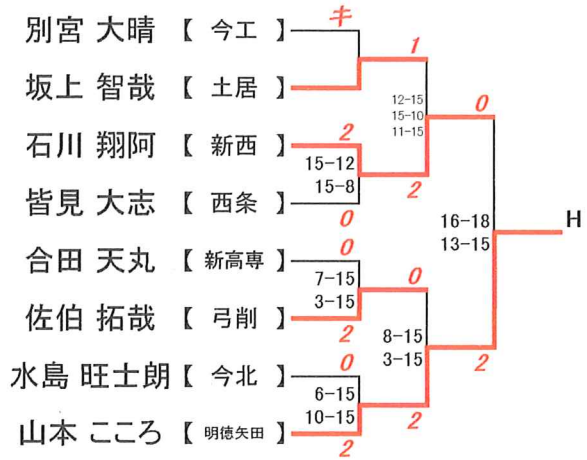 別宮 大晴 【 今工 】
キ
坂上 智哉 【 土居 】
1
12-15
15-10
11-15
石川 翔阿 【 新西 】
2
15-12
15-8
2
皆見 大志 【 西条 】
0
0
16-18
13-15
H
合田 天丸 【 新高専 】
0
7-15
3-15
0
佐伯 拓哉 【 弓削 】
2
8-15
3-15
2
水島 旺士朗 【 今北 】
0
6-15
10-15
2
山本 こころ 【 明徳矢田 】
2